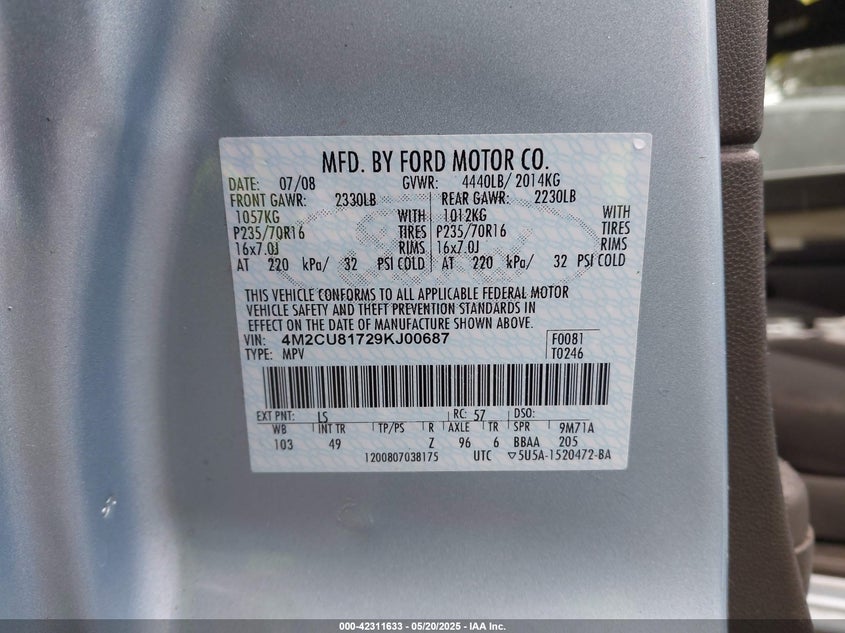 MFD. BY FORD MOTOR CO.
DATE: 07/08 GVWR: 4440LB/ 2014KG
FRONT GAWR: 2330LB REAR GAWR: 2230LB
1057KG WITH 1012KG WITH
P235/70R16 TIRES P235/70R16 TIRES
16x7.0J RIMS 16x7.0J RIMS
AT 220 kPa/ 32 PSI COLD AT 220 kPa/ 32 PSI COLD
THIS VEHICLE CONFORMS TO ALL APPLICABLE FEDERAL MOTOR
VEHICLE SAFETY AND THEFT PREVENTION STANDARDS IN
EFFECT ON THE DATE OF MANUFACTURE SHOWN ABOVE.
VIN: 4M2CU81729KJ00687 F0081
TYPE: MPV T0246
EXT PNT: LS RC: 57 DSO:
WB INT TR TP/PS R AXLE TR SPR 9M71A
103 49 Z 96 6 BBAA 205
1200807038175 UTC ▽5U5A-1520472-BA
000-42311633 — 05/20/2025 — IAA Inc.